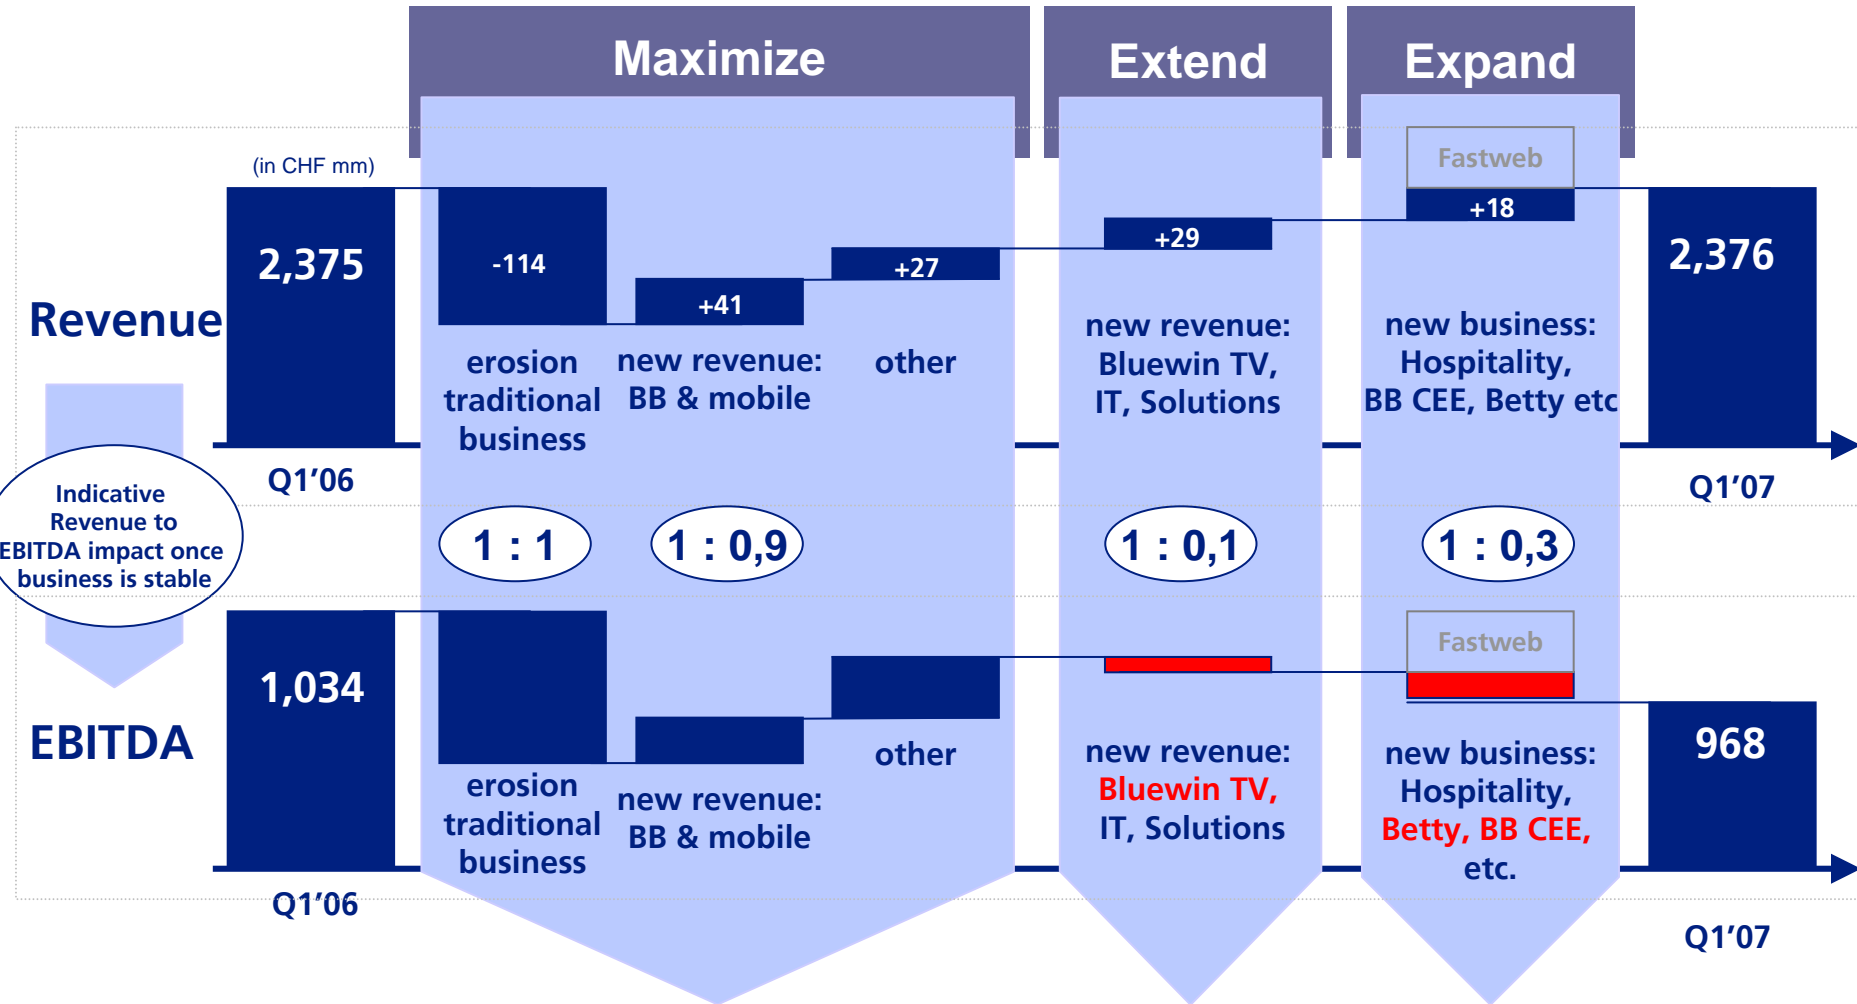 Maximize
Extend
Expand
(in CHF mm)
Fastweb
2,375
-114
+41
+27
+29
+18
2,376
Revenue
erosion
traditional
business
new revenue:
BB & mobile
other
new revenue:
Bluewin TV,
IT, Solutions
new business:
Hospitality,
BB CEE, Betty etc
Q1’06
Q1’07
Indicative
Revenue to
EBITDA impact once
business is stable
1 : 1
1 : 0,9
1 : 0,1
1 : 0,3
Fastweb
1,034
968
EBITDA
erosion
traditional
business
new revenue:
BB & mobile
other
new revenue:
Bluewin TV,
IT, Solutions
new business:
Hospitality,
Betty, BB CEE,
etc.
Q1’06
Q1’07